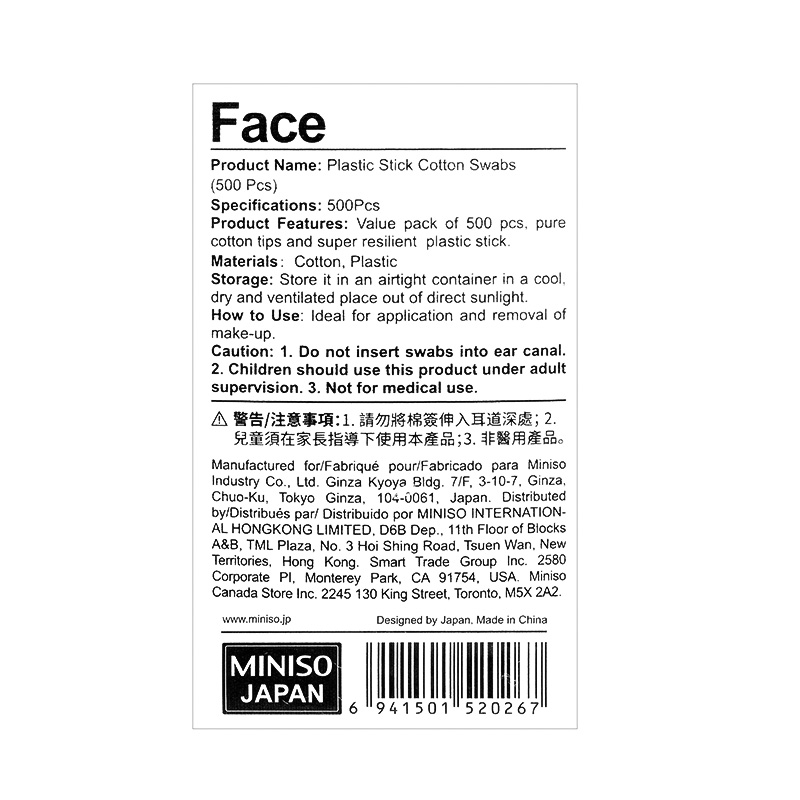 Face
Product Name: Plastic Stick Cotton Swabs
(500 Pcs)
Specifications: 500Pcs
Product Features: Value pack of 500 pcs, pure
cotton tips and super resilient plastic stick.
Materials: Cotton, Plastic
Storage: Store it in an airtight container in a cool,
dry and ventilated place out of direct sunlight.
How to Use: Ideal for application and removal of
make-up.
Caution: 1. Do not insert swabs into ear canal.
2. Children should use this product under adult
supervision. 3. Not for medical use.
⚠ 警告/注意事項:1. 請勿將棉簽伸入耳道深處; 2.
兒童須在家長指導下使用本產品;3. 非醫用產品。
Manufactured for/Fabriqué pour/Fabricado para Miniso
Industry Co., Ltd. Ginza Kyoya Bldg. 7/F, 3-10-7, Ginza,
Chuo-Ku, Tokyo Ginza, 104-0061, Japan. Distributed
by/Distribués par/ Distribuido por MINISO INTERNATION-
AL HONGKONG LIMITED, D6B Dep., 11th Floor of Blocks
A&B, TML Plaza, No. 3 Hoi Shing Road, Tsuen Wan, New
Territories, Hong Kong. Smart Trade Group Inc. 2580
Corporate Pl, Monterey Park, CA 91754, USA. Miniso
Canada Store Inc. 2245 130 King Street, Toronto, M5X 2A2.
www.miniso.jp Designed by Japan, Made in China
MINISO
JAPAN
6 941501 520267